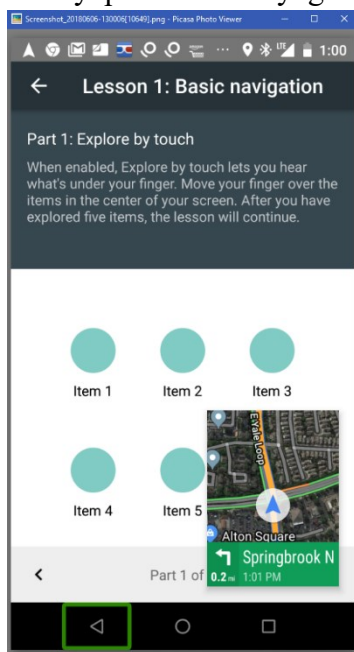 Screenshot_20180606-130006[10649].png - Picasa Photo Viewer
LTE 1:00
Lesson 1: Basic navigation
Part 1: Explore by touch
When enabled, Explore by touch lets you hear
what's under your finger. Move your finger over the
items in the center of your screen. After you have
explored five items, the lesson will continue.
Item 1 Item 2 Item 3
Item 4 Item 5
Loop
Alton Square
Springbrook N
0.2 mi 1:01 PM
Part 1 of